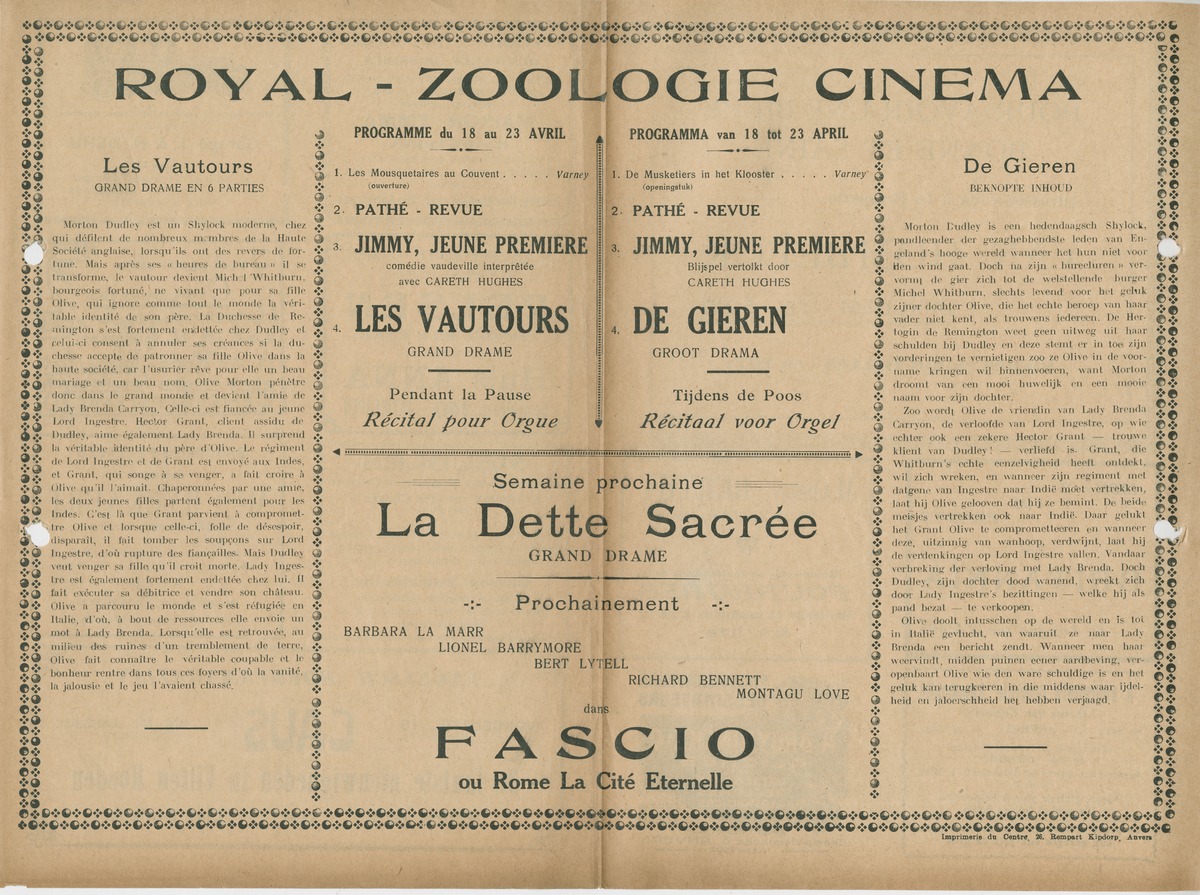 ROYAL - ZOOLOGIE CINEMA
Les Vautours
GRAND DRAME EN 6 PARTIES
Morton Dudley est un Shylock moderne, chez
qui défilent de nombreux membres de la Haute
Société anglaise, lorsqu'ils ont des revers de for-
tune. Mais après ses « heures de bureau » il se
transforme, le vautour devient Michel Whitburn,
bourgeois fortuné, ne vivant que pour sa fille
Olive, qui ignore comme tout le monde la véri-
table identité de son père. La Duchesse de Re-
mington s'est fortement endettée chez Dudley et
celui-ci consent à annuler ses créances si la du-
chesse accepte de patronner sa fille Olive dans la
haute société, car l'usurier rêve pour elle un beau
mariage et un beau nom. Olive Morton pénètre
donc dans le grand monde et devient l'amie de
Lady Brenda Carryon. Celle-ci est fiancée au jeune
Lord Ingestre. Hector Grant, client assidu de
Dudley, aime également Lady Brenda. Il surprend
la véritable identité du père d'Olive. Le régiment
de Lord Ingestre et de Grant est envoyé aux Indes,
et Grant, qui songe à se venger, a fait croire à
Olive qu'il l'aimait. Chaperonnées par une amie,
les deux jeunes filles partent également pour les
Indes. C'est là que Grant parvient à compromet-
tre Olive et lorsque celle-ci, folle de désespoir,
disparaît, il fait tomber les soupçons sur Lord
Ingestre, d'où rupture des fiançailles. Mais Dudley
veut venger sa fille qu'il croit morte. Lady Inges-
tre est également fortement endettée chez lui. Il
fait exécuter sa débitrice et vendre son château.
Olive a parcouru le monde et s'est réfugiée en
Italie, d'où, à bout de ressources elle envoie un
mot à Lady Brenda. Lorsqu'elle est retrouvée, au
milieu des ruines d'un tremblement de terre,
Olive fait connaître le véritable coupable et le
bonheur rentre dans tous ces foyers d'où la vanité,
la jalousie et le jeu l'avaient chassé.
PROGRAMME du 18 au 23 AVRIL
1. Les Mousquetaires au Couvent . . . . . Varney
(ouverture)
2. PATHÉ - REVUE
3. JIMMY, JEUNE PREMIERE
comédie vaudeville interprêtée
avec CARETH HUGHES
4. LES VAUTOURS
GRAND DRAME
Pendant la Pause
Récital pour Orgue
PROGRAMMA van 18 tot 23 APRIL
1. De Musketiers in het Klooster . . . . . Varney
(openingstuk)
2. PATHÉ - REVUE
3. JIMMY, JEUNE PREMIERE
Blijspel vertolkt door
CARETH HUGHES
4. DE GIEREN
GROOT DRAMA
Tijdens de Poos
Récitaal voor Orgel
Semaine prochaine
La Dette Sacrée
GRAND DRAME
-:- Prochainement -:-
BARBARA LA MARR
LIONEL BARRYMORE
BERT LYTELL
RICHARD BENNETT
MONTAGU LOVE
dans
FASCIO
ou Rome La Cité Eternelle
De Gieren
BEKNOPTE INHOUD
Morton Dudley is een hedendaagsch Shylock,
pandleender der gezaghebbendste leden van En-
geland's hooge wereld wanneer het hun niet voor
den wind gaat. Doch na zijn « bureeluren » ver-
vormt de gier zich tot de welstellende burger
Michel Whitburn, slechts levend voor het geluk
zijner dochter Olive, die het echte beroep van haar
vader niet kent, als trouwens iedereen. De Her-
togin de Remington weet geen uitweg uit haar
schulden bij Dudley en deze stemt er in toe zijn
vorderingen te vernietigen zoo ze Olive in de voor-
name kringen wil binnenvoeren, want Morton
droomt van een mooi huwelijk en een mooie
naam voor zijn dochter.
Zoo wordt Olive de vriendin van Lady Brenda
Carryon, de verloofde van Lord Ingestre, op wie
echter ook een zekere Hector Grant — trouwe
klient van Dudley! — verliefd is. Grant, die
Whitburn's echte eenzelvigheid heeft ontdekt,
wil zich wreken, en wanneer zijn regiment met
datgene van Ingestre naar Indië moet vertrekken,
laat hij Olive gelooven dat hij ze bemint. De beide
meisjes vertrekken ook naar Indië. Daar gelukt
het Grant Olive te comprometteeren en wanneer
deze, uitzinnig van wanhoop, verdwijnt, laat hij
de verdenkingen op Lord Ingestre vallen. Vandaar
verbreking der verloving met Lady Brenda. Doch
Dudley, zijn dochter dood wanend, wreekt zich
door Lady Ingestre's bezittingen — welke hij als
pand bezat — te verkoopen.
Olive doolt intusschen op de wereld en is tot
in Italië gevlucht, van waaruit ze naar Lady
Brenda een bericht zendt. Wanneer men haar
weervindt, midden puinen eener aardbeving, ver-
openbaart Olive wie den ware schuldige is en het
geluk kan terugkeeren in die middens waar ijdel-
heid en jaloerschheid het hebben verjaagd.
Imprimerie du Centre, 26, Rempart Kipdorp, Anvers